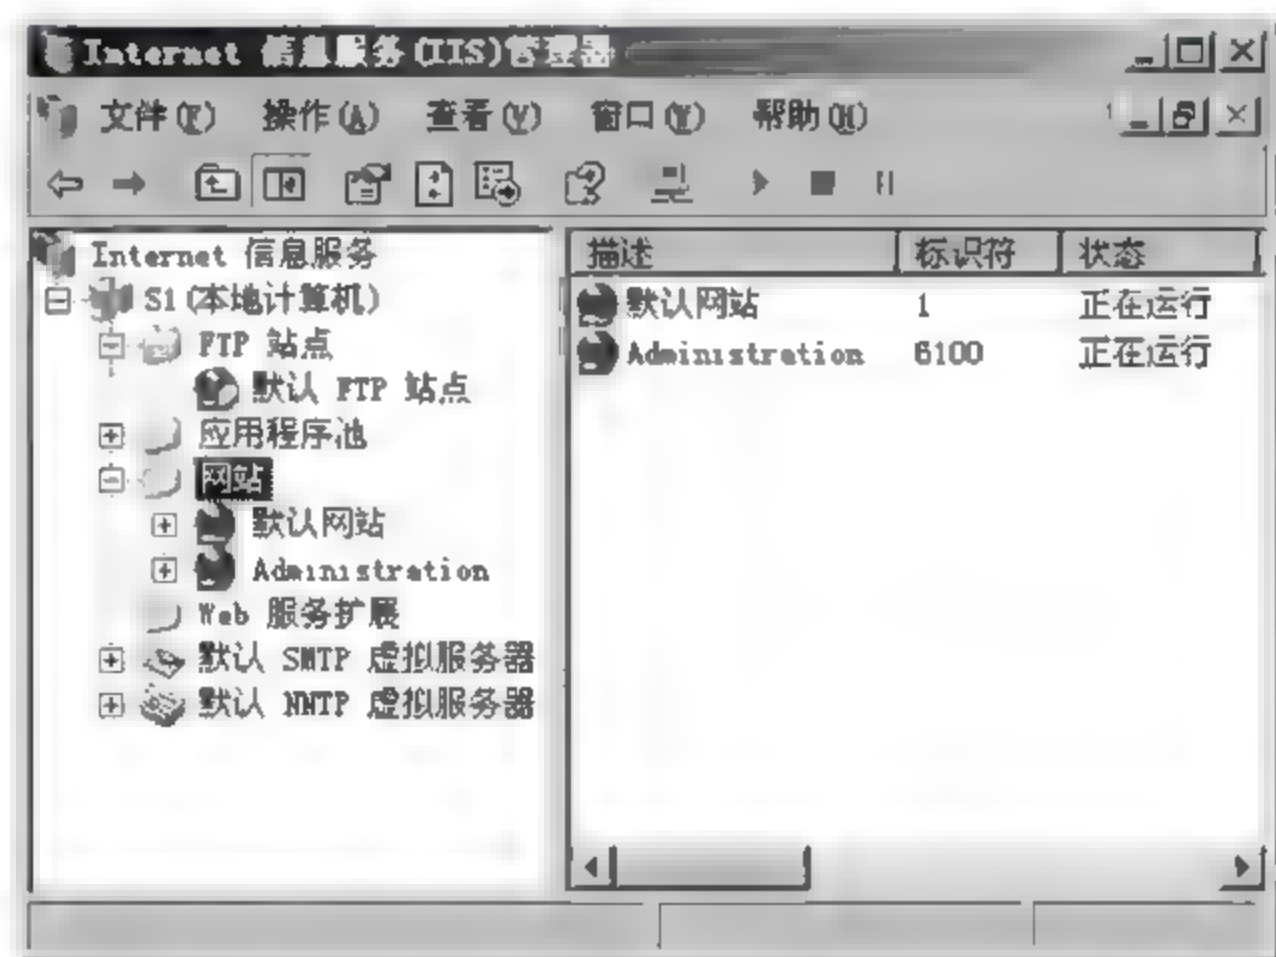 Internet 信息服务(IIS)管理器
文件(F) 操作(A) 查看(V) 窗口(W) 帮助(H)
Internet 信息服务
S1(本地计算机)
FTP 站点
默认 FTP 站点
应用程序池
网站
默认网站
Administration
Web 服务扩展
默认 SMTP 虚拟服务器
默认 NNTP 虚拟服务器
描述 标识符 状态
默认网站 1 正在运行
Administration 6100 正在运行